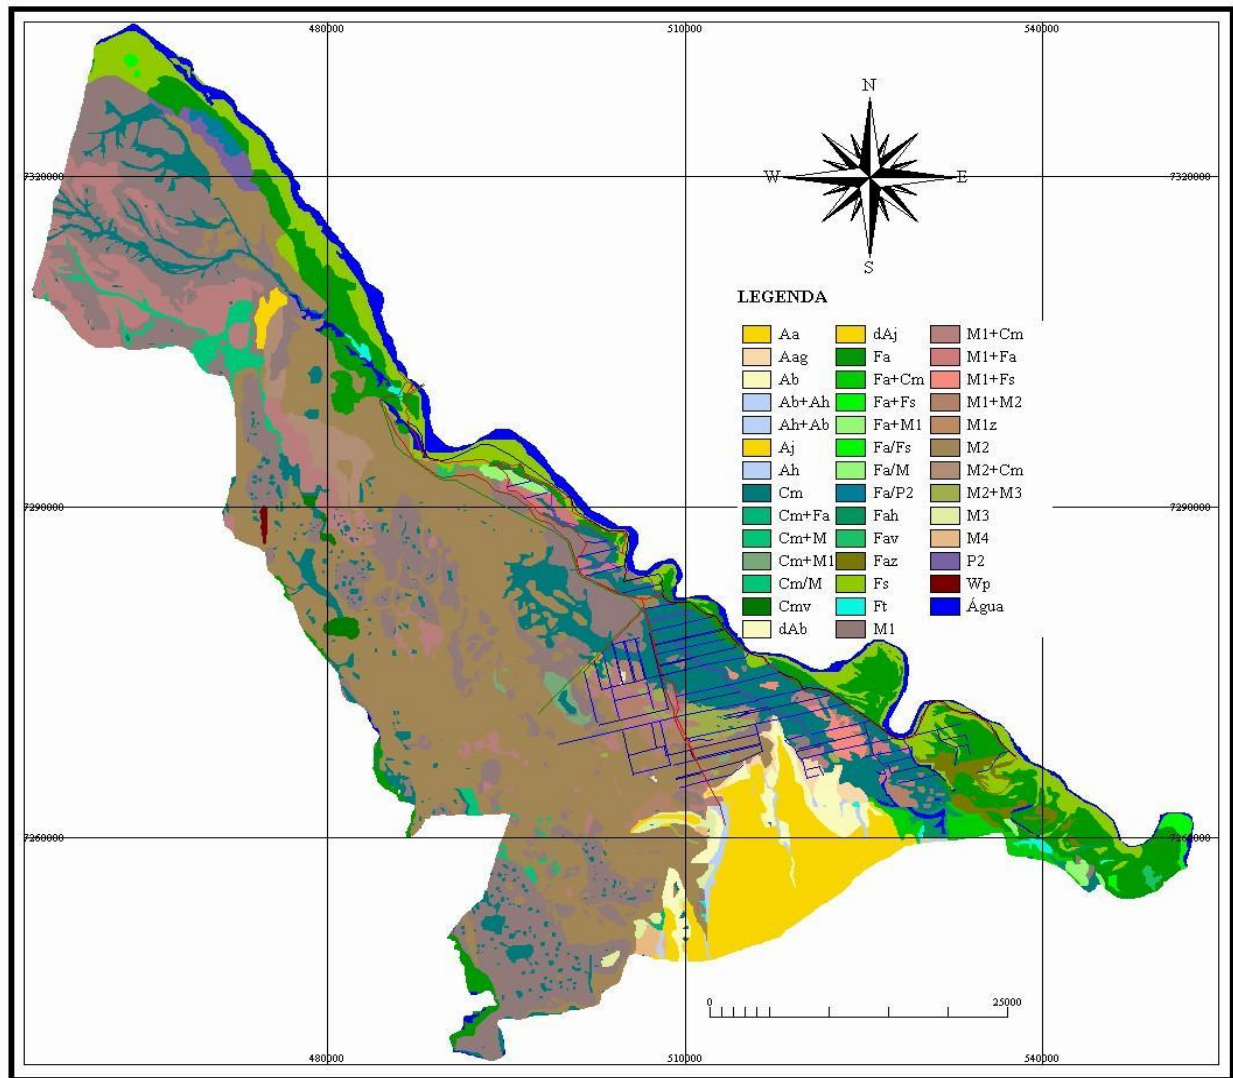 480000 510000 540000
N
7320000 W E 7320000
S
LEGENDA
Aa dAj M1+Cm
Aag Fa M1+Fa
Ab Fa+Cm M1+Fs
Ab+Ah Fa+Fs M1+M2
Ah+Ab Fa+M1 M1z
Aj Fa/Fs M2
Ah Fa/M M2+Cm
Cm Fa/P2 M2+M3
Cm+Fa Fah M3
Cm+M Fav M4
Cm+M1 Faz P2
Cm/M Fs Wp
Cmv Ft Água
dAb M1
7290000 7290000
7260000 7260000
0 25000
480000 510000 540000